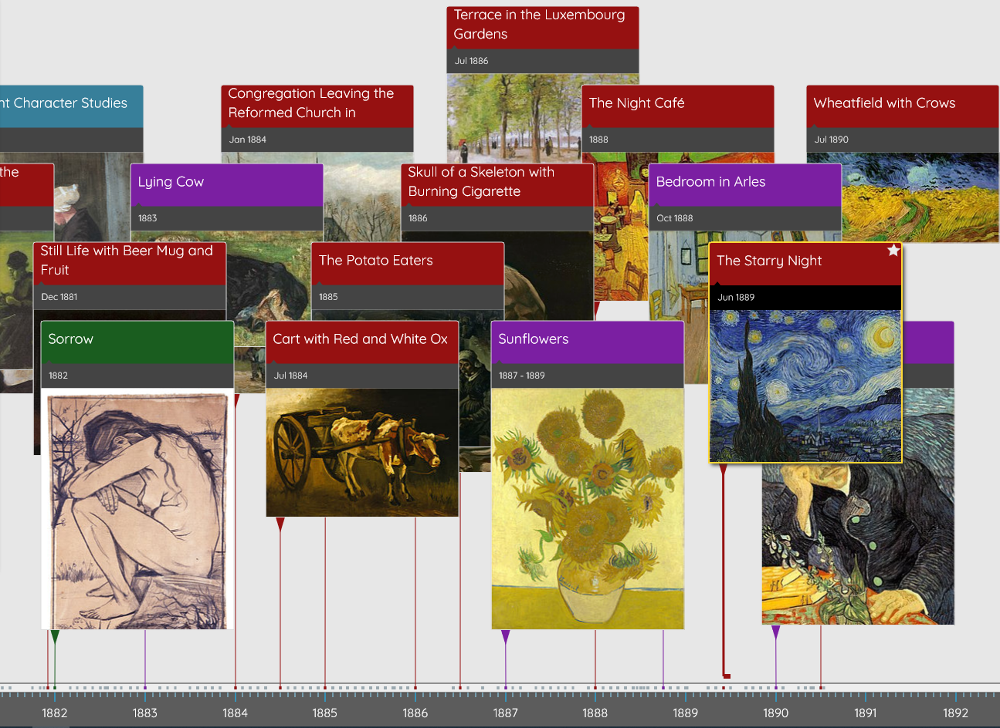 Terrace in the Luxembourg
Gardens
Jul 1886
nt Character Studies
Congregation Leaving the
Reformed Church in
Jan 1884
The Night Café
1888
Wheatfield with Crows
Jul 1890
the
Lying Cow
1883
Skull of a Skeleton with
Burning Cigarette
1886
Bedroom in Arles
Oct 1888
Still Life with Beer Mug and
Fruit
Dec 1881
The Potato Eaters
1885
The Starry Night
Jun 1889
Sorrow
1882
Cart with Red and White Ox
Jul 1884
Sunflowers
1887 - 1889
1882 1883 1884 1885 1886 1887 1888 1889 1890 1891 1892